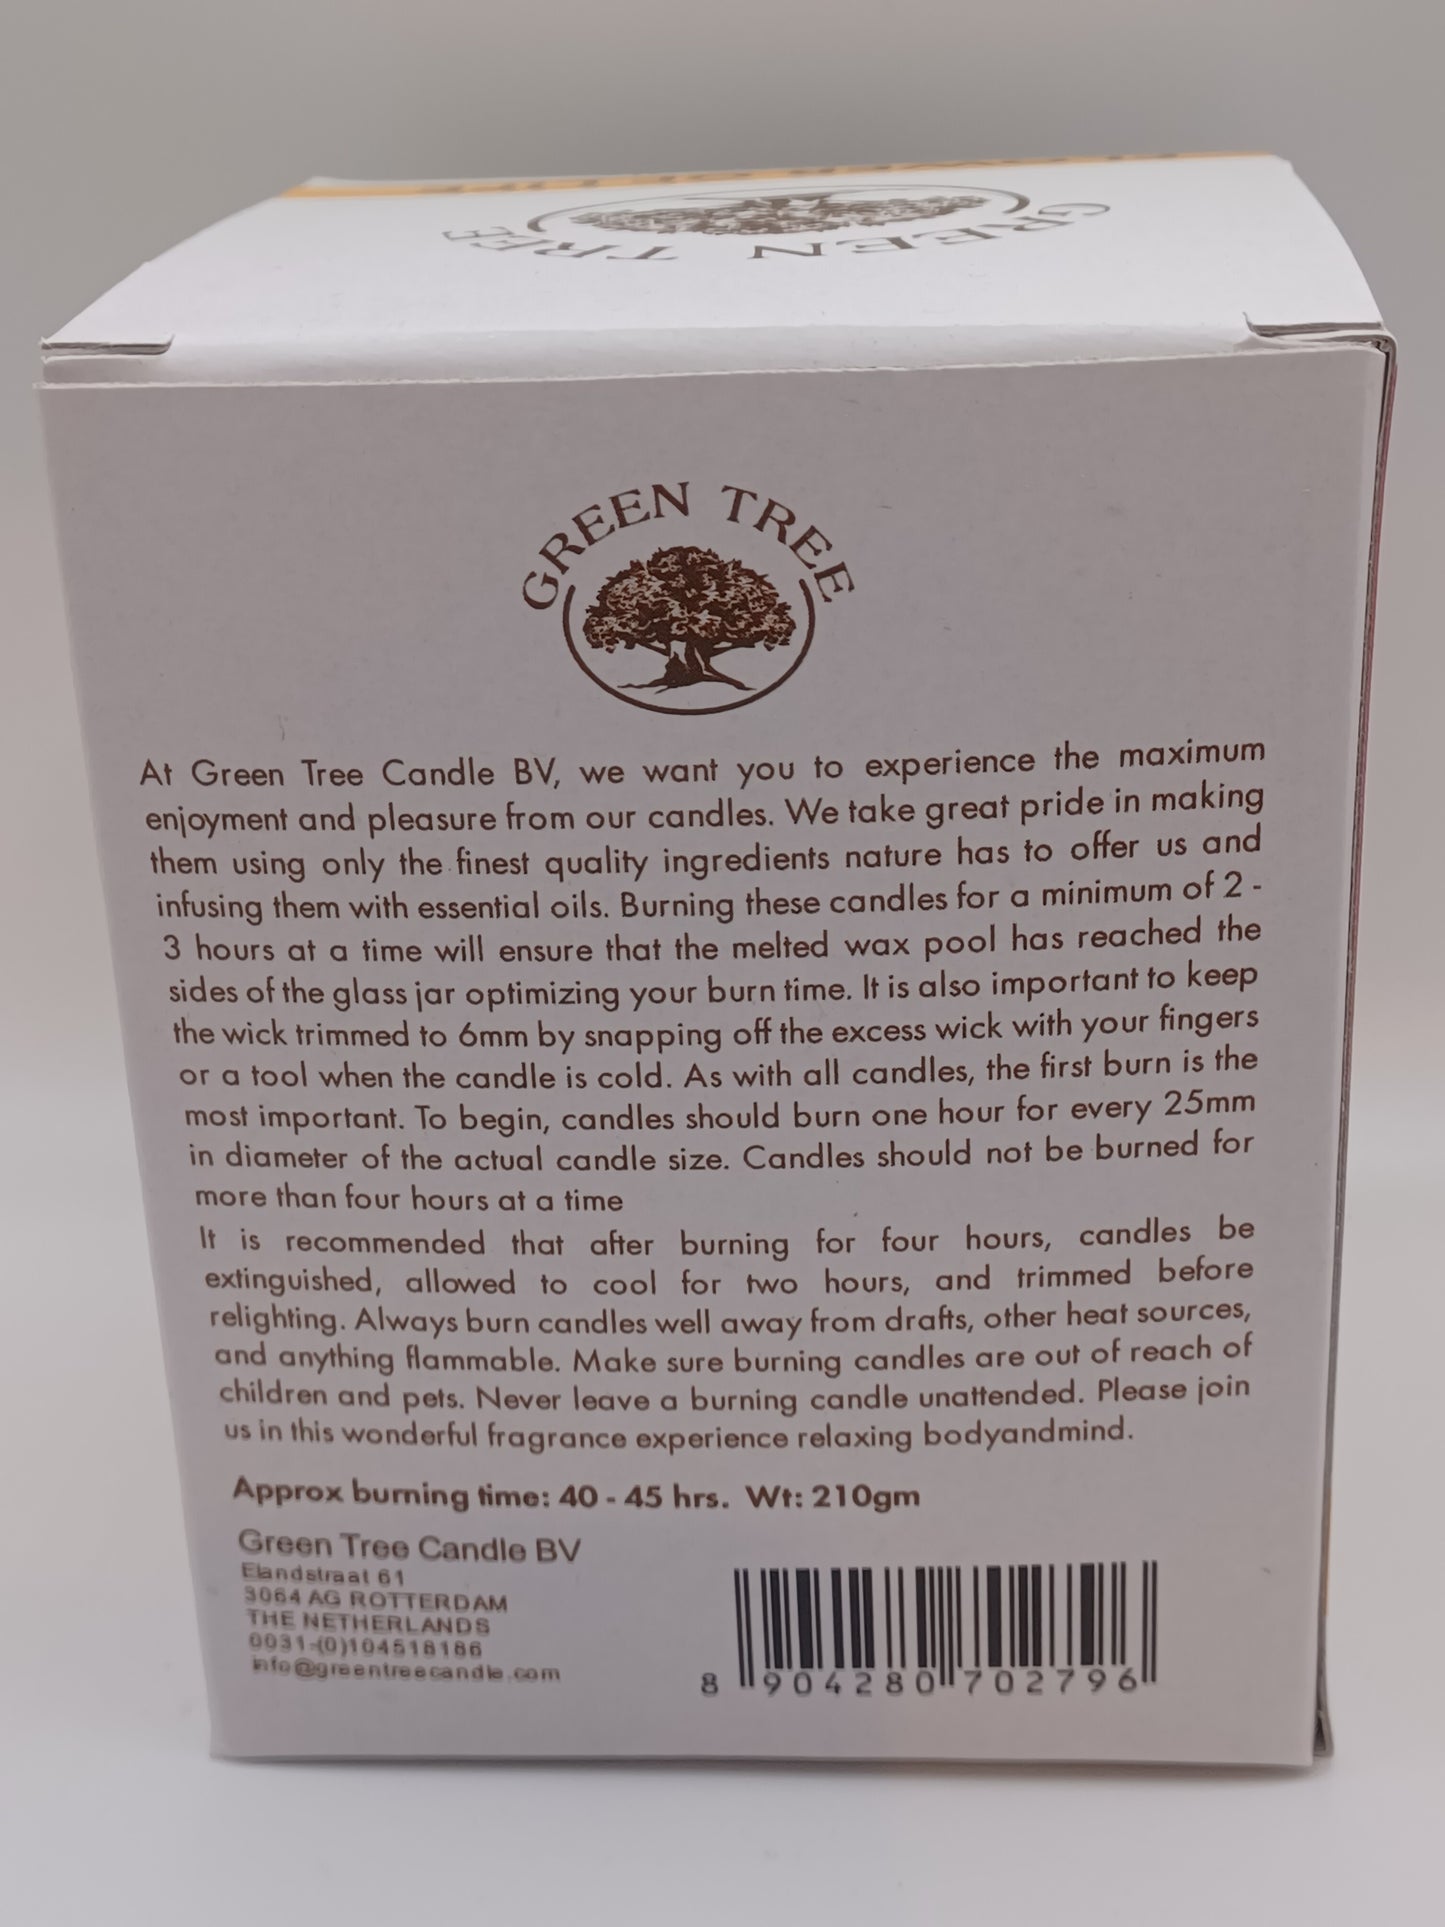 FLOWER OF LIFE
GREEN TREE
GREEN TREE
At Green Tree Candle BV, we want you to experience the maximum
enjoyment and pleasure from our candles. We take great pride in making
them using only the finest quality ingredients nature has to offer us and
infusing them with essential oils. Burning these candles for a minimum of 2 -
3 hours at a time will ensure that the melted wax pool has reached the
sides of the glass jar optimizing your burn time. It is also important to keep
the wick trimmed to 6mm by snapping off the excess wick with your fingers
or a tool when the candle is cold. As with all candles, the first burn is the
most important. To begin, candles should burn one hour for every 25mm
in diameter of the actual candle size. Candles should not be burned for
more than four hours at a time
It is recommended that after burning for four hours, candles be
extinguished, allowed to cool for two hours, and trimmed before
relighting. Always burn candles well away from drafts, other heat sources,
and anything flammable. Make sure burning candles are out of reach of
children and pets. Never leave a burning candle unattended. Please join
us in this wonderful fragrance experience relaxing bodyandmind.
Approx burning time: 40 - 45 hrs. Wt: 210gm
Green Tree Candle BV
Elandstraat 61
3064 AG ROTTERDAM
THE NETHERLANDS
0031-(0)104518186
info@greentreecandle.com
8 904280 702796